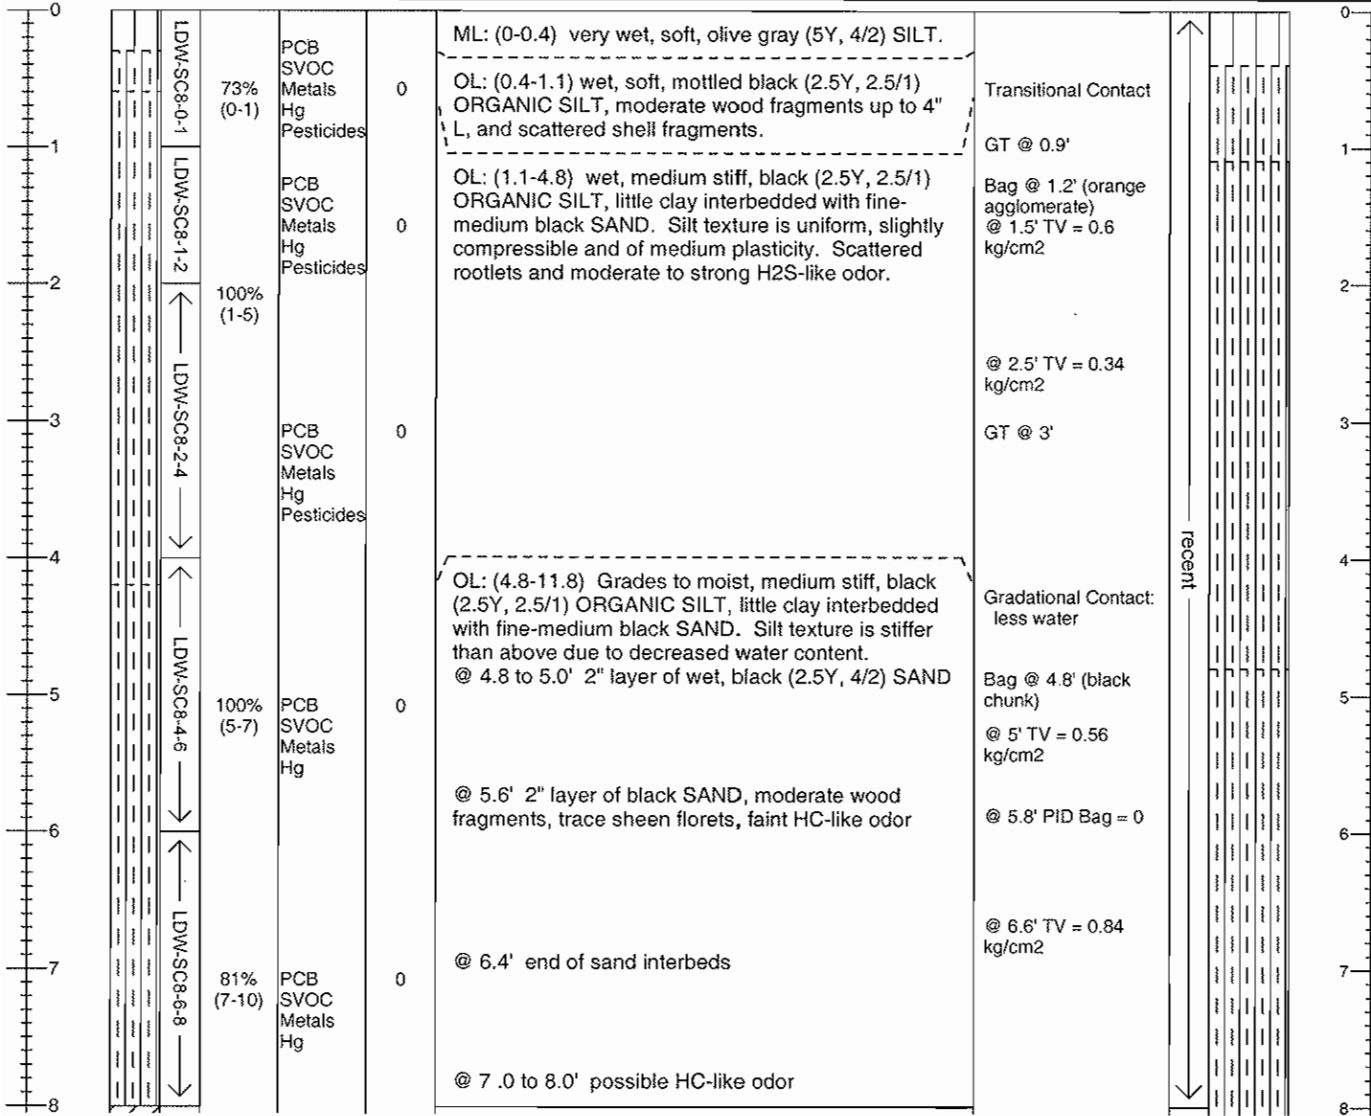 0
1
2
3
4
5
6
7
8
LDW-SC8-0-1
LDW-SC8-1-2
LDW-SC8-2-4
LDW-SC8-4-6
LDW-SC8-6-8
73%
(0-1)
100%
(1-5)
100%
(5-7)
81%
(7-10)
PCB
SVOC
Metals
Hg
Pesticides
PCB
SVOC
Metals
Hg
Pesticides
PCB
SVOC
Metals
Hg
Pesticides
PCB
SVOC
Metals
Hg
PCB
SVOC
Metals
Hg
0
0
0
0
0
ML: (0-0.4) very wet, soft, olive gray (5Y, 4/2) SILT.
OL: (0.4-1.1) wet, soft, mottled black (2.5Y, 2.5/1)
ORGANIC SILT, moderate wood fragments up to 4"
L, and scattered shell fragments.
OL: (1.1-4.8) wet, medium stiff, black (2.5Y, 2.5/1)
ORGANIC SILT, little clay interbedded with fine-
medium black SAND. Silt texture is uniform, slightly
compressible and of medium plasticity. Scattered
rootlets and moderate to strong H2S-like odor.
OL: (4.8-11.8) Grades to moist, medium stiff, black
(2.5Y, 2.5/1) ORGANIC SILT, little clay interbedded
with fine-medium black SAND. Silt texture is stiffer
than above due to decreased water content.
@ 4.8 to 5.0' 2" layer of wet, black (2.5Y, 4/2) SAND
@ 5.6' 2" layer of black SAND, moderate wood
fragments, trace sheen florets, faint HC-like odor
@ 6.4' end of sand interbeds
@ 7 .0 to 8.0' possible HC-like odor
Transitional Contact
GT @ 0.9'
Bag @ 1.2' (orange
agglomerate)
@ 1.5' TV = 0.6
kg/cm2
@ 2.5' TV = 0.34
kg/cm2
GT @ 3'
Gradational Contact:
less water
Bag @ 4.8' (black
chunk)
@ 5' TV = 0.56
kg/cm2
@ 5.8' PID Bag = 0
@ 6.6' TV = 0.84
kg/cm2
recent
0
1
2
3
4
5
6
7
8